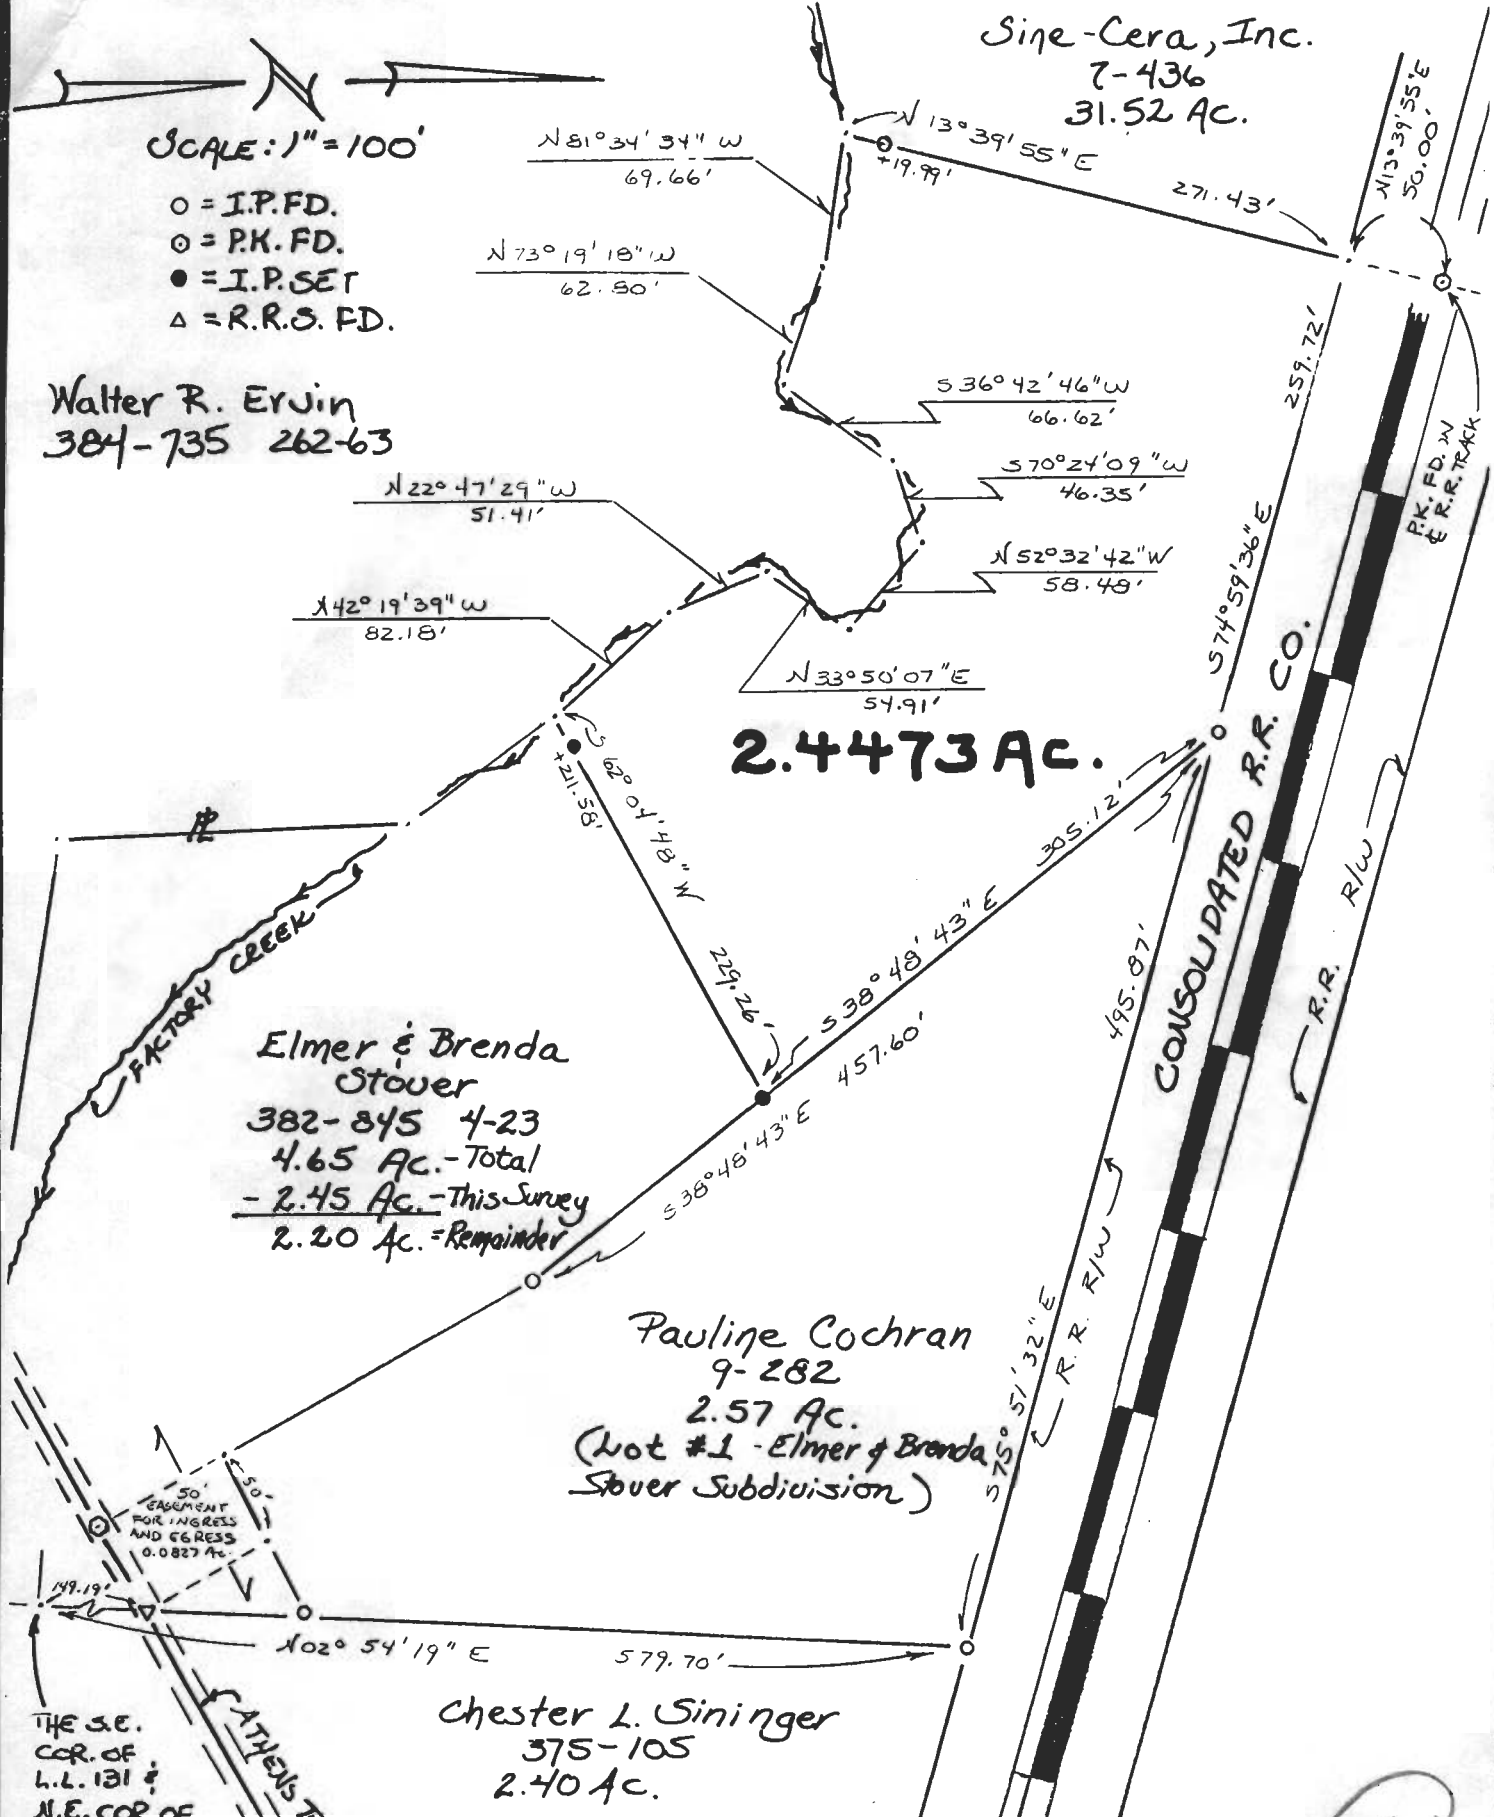 Sine-Cera, Inc.
7-436
31.52 AC.
N
SCALE: 1" = 100'
○ = I.P. FD.
⊙ = P.K. FD.
● = I.P. SET
△ = R.R.S. FD.
N 81° 34' 34" W
69.66'
N 13° 39' 55" E
+19.99'
271.43'
N13° 39' 55" E
50.00'
N 73° 19' 18" W
62.80'
Walter R. Ervin
384-735 262-63
S 36° 42' 46" W
66.62'
259.72'
S 70° 24' 09" W
46.35'
P.K. FD. IN
℄ R.R. TRACK
N 22° 47' 29" W
51.41'
N 52° 32' 42" W
58.48'
S 74° 59' 36" E
N 42° 19' 39" W
82.18'
N 33° 50' 07" E
54.91'
2.4473 AC.
S 62° 04' 48" W
+21.58'
229.26'
305.12'
S 38° 48' 43" E
457.60'
495.87'
CONSOLIDATED R.R. CO.
R.R. R/W
PL
FACTORY CREEK
Elmer & Brenda
Stover
382-845 4-23
4.65 Ac. - Total
- 2.45 Ac. - This Survey
2.20 Ac. = Remainder
S 38° 48' 43" E
R.R. R/W
S 75° 51' 32" E
Pauline Cochran
9-282
2.57 Ac.
(Lot #1 - Elmer & Brenda
Stover Subdivision)
50'
50'
EASEMENT
FOR INGRESS
AND EGRESS
0.0827 Ac.
149.19'
N 02° 54' 19" E
579.70'
Chester L. Sininger
375-105
2.40 Ac.
THE S.E.
COR. OF
L.L. 131 &
N.E. COR OF
ATHENS